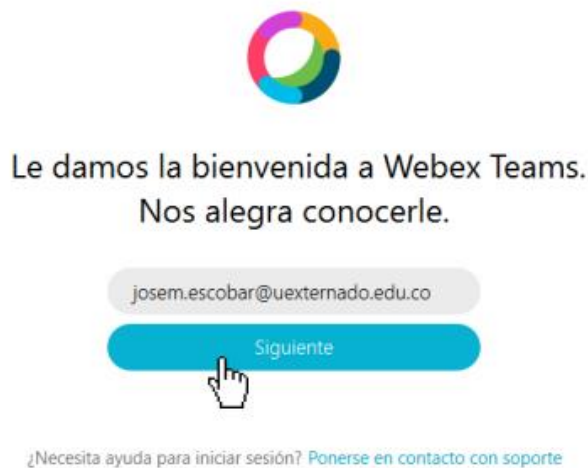 Le damos la bienvenida a Webex Teams.
Nos alegra conocerle.
josem.escobar@uexternado.edu.co
Siguiente
¿Necesita ayuda para iniciar sesión? Ponerse en contacto con soporte